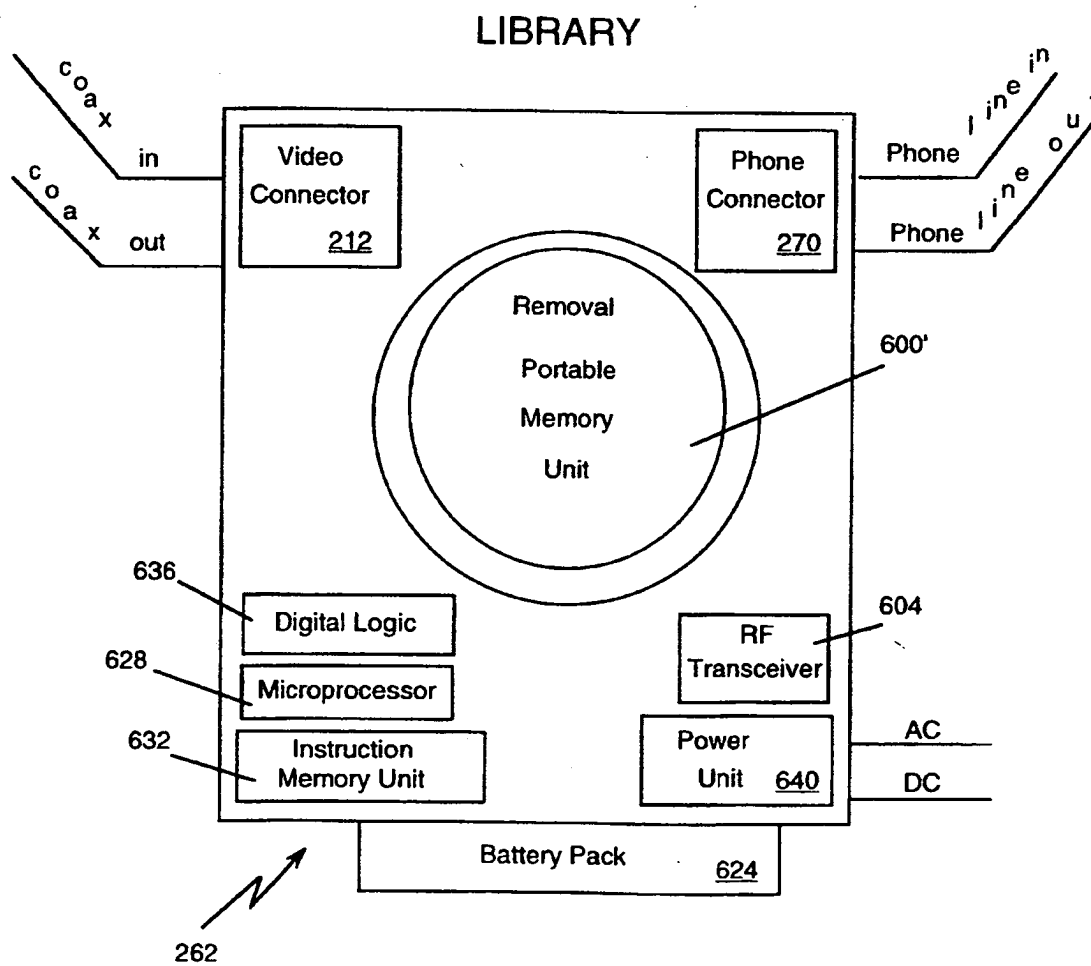 LIBRARY
coax in
coax out
Video
Connector
212
Phone
Connector
270
Phone line in
Phone line ou
Removal
Portable
Memory
Unit
600'
636
Digital Logic
628
Microprocessor
632
Instruction
Memory Unit
604
RF
Transceiver
Power
Unit 640
AC
DC
Battery Pack 624
262